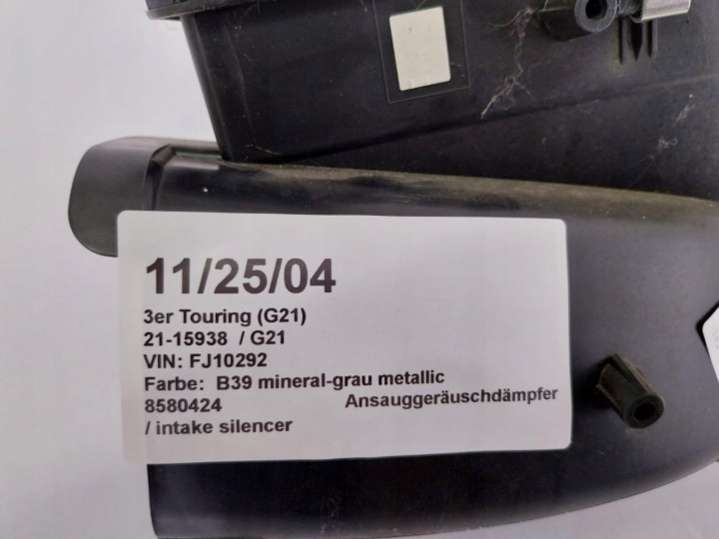 11/25/04
3er Touring (G21)
21-15938 / G21
VIN: FJ10292
Farbe: B39 mineral-grau metallic
8580424 Ansauggeräuschdämpfer
/ intake silencer